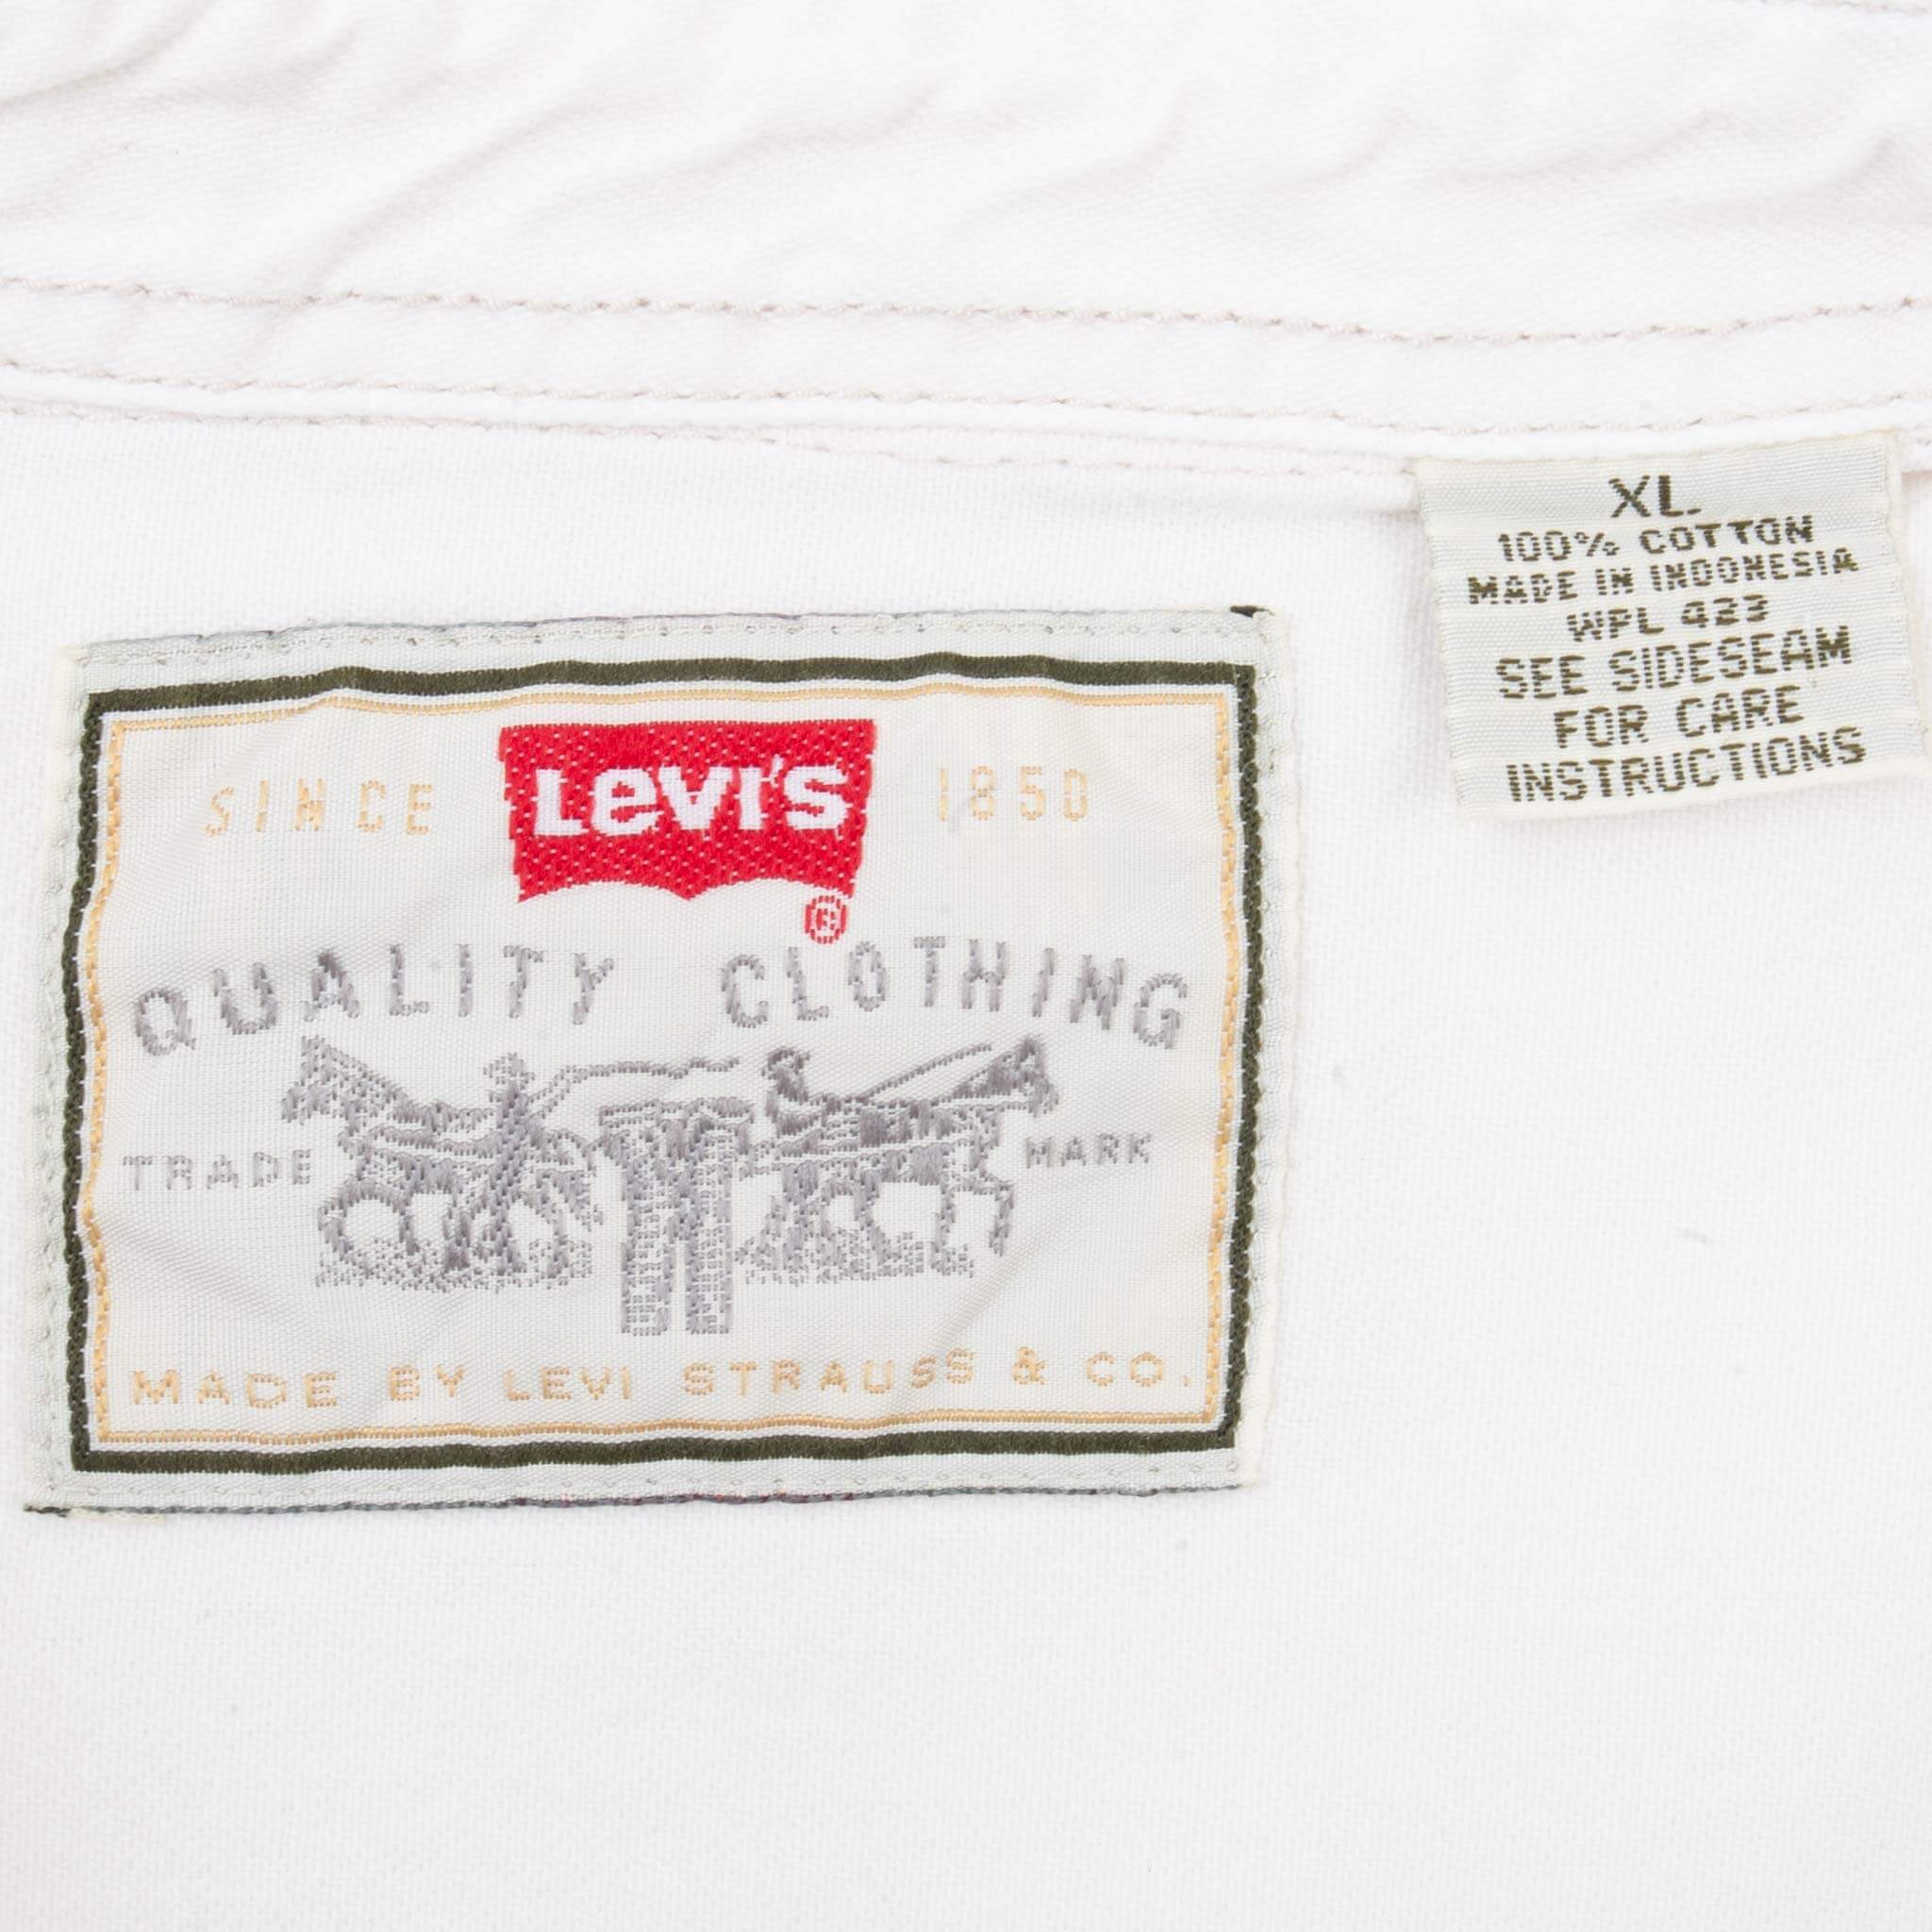 SINCE LEVI'S 1850
®
QUALITY CLOTHING
TRADE MARK
MADE BY LEVI STRAUSS & CO.
XL
100% COTTON
MADE IN INDONESIA
WPL 423
SEE SIDESEAM
FOR CARE
INSTRUCTIONS